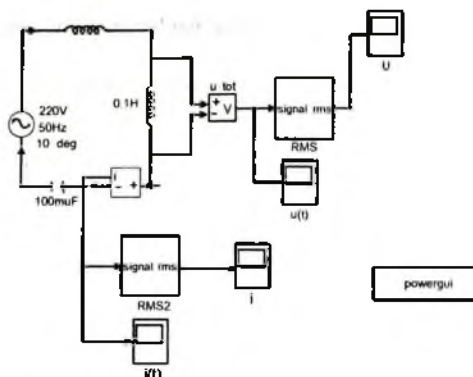 U
u tot
0.1H
+
- V
signal rms
RMS
220V
50Hz
10 deg
i
- +
100muF
u(t)
signal rms
RMS2
i
powergui
i(t)